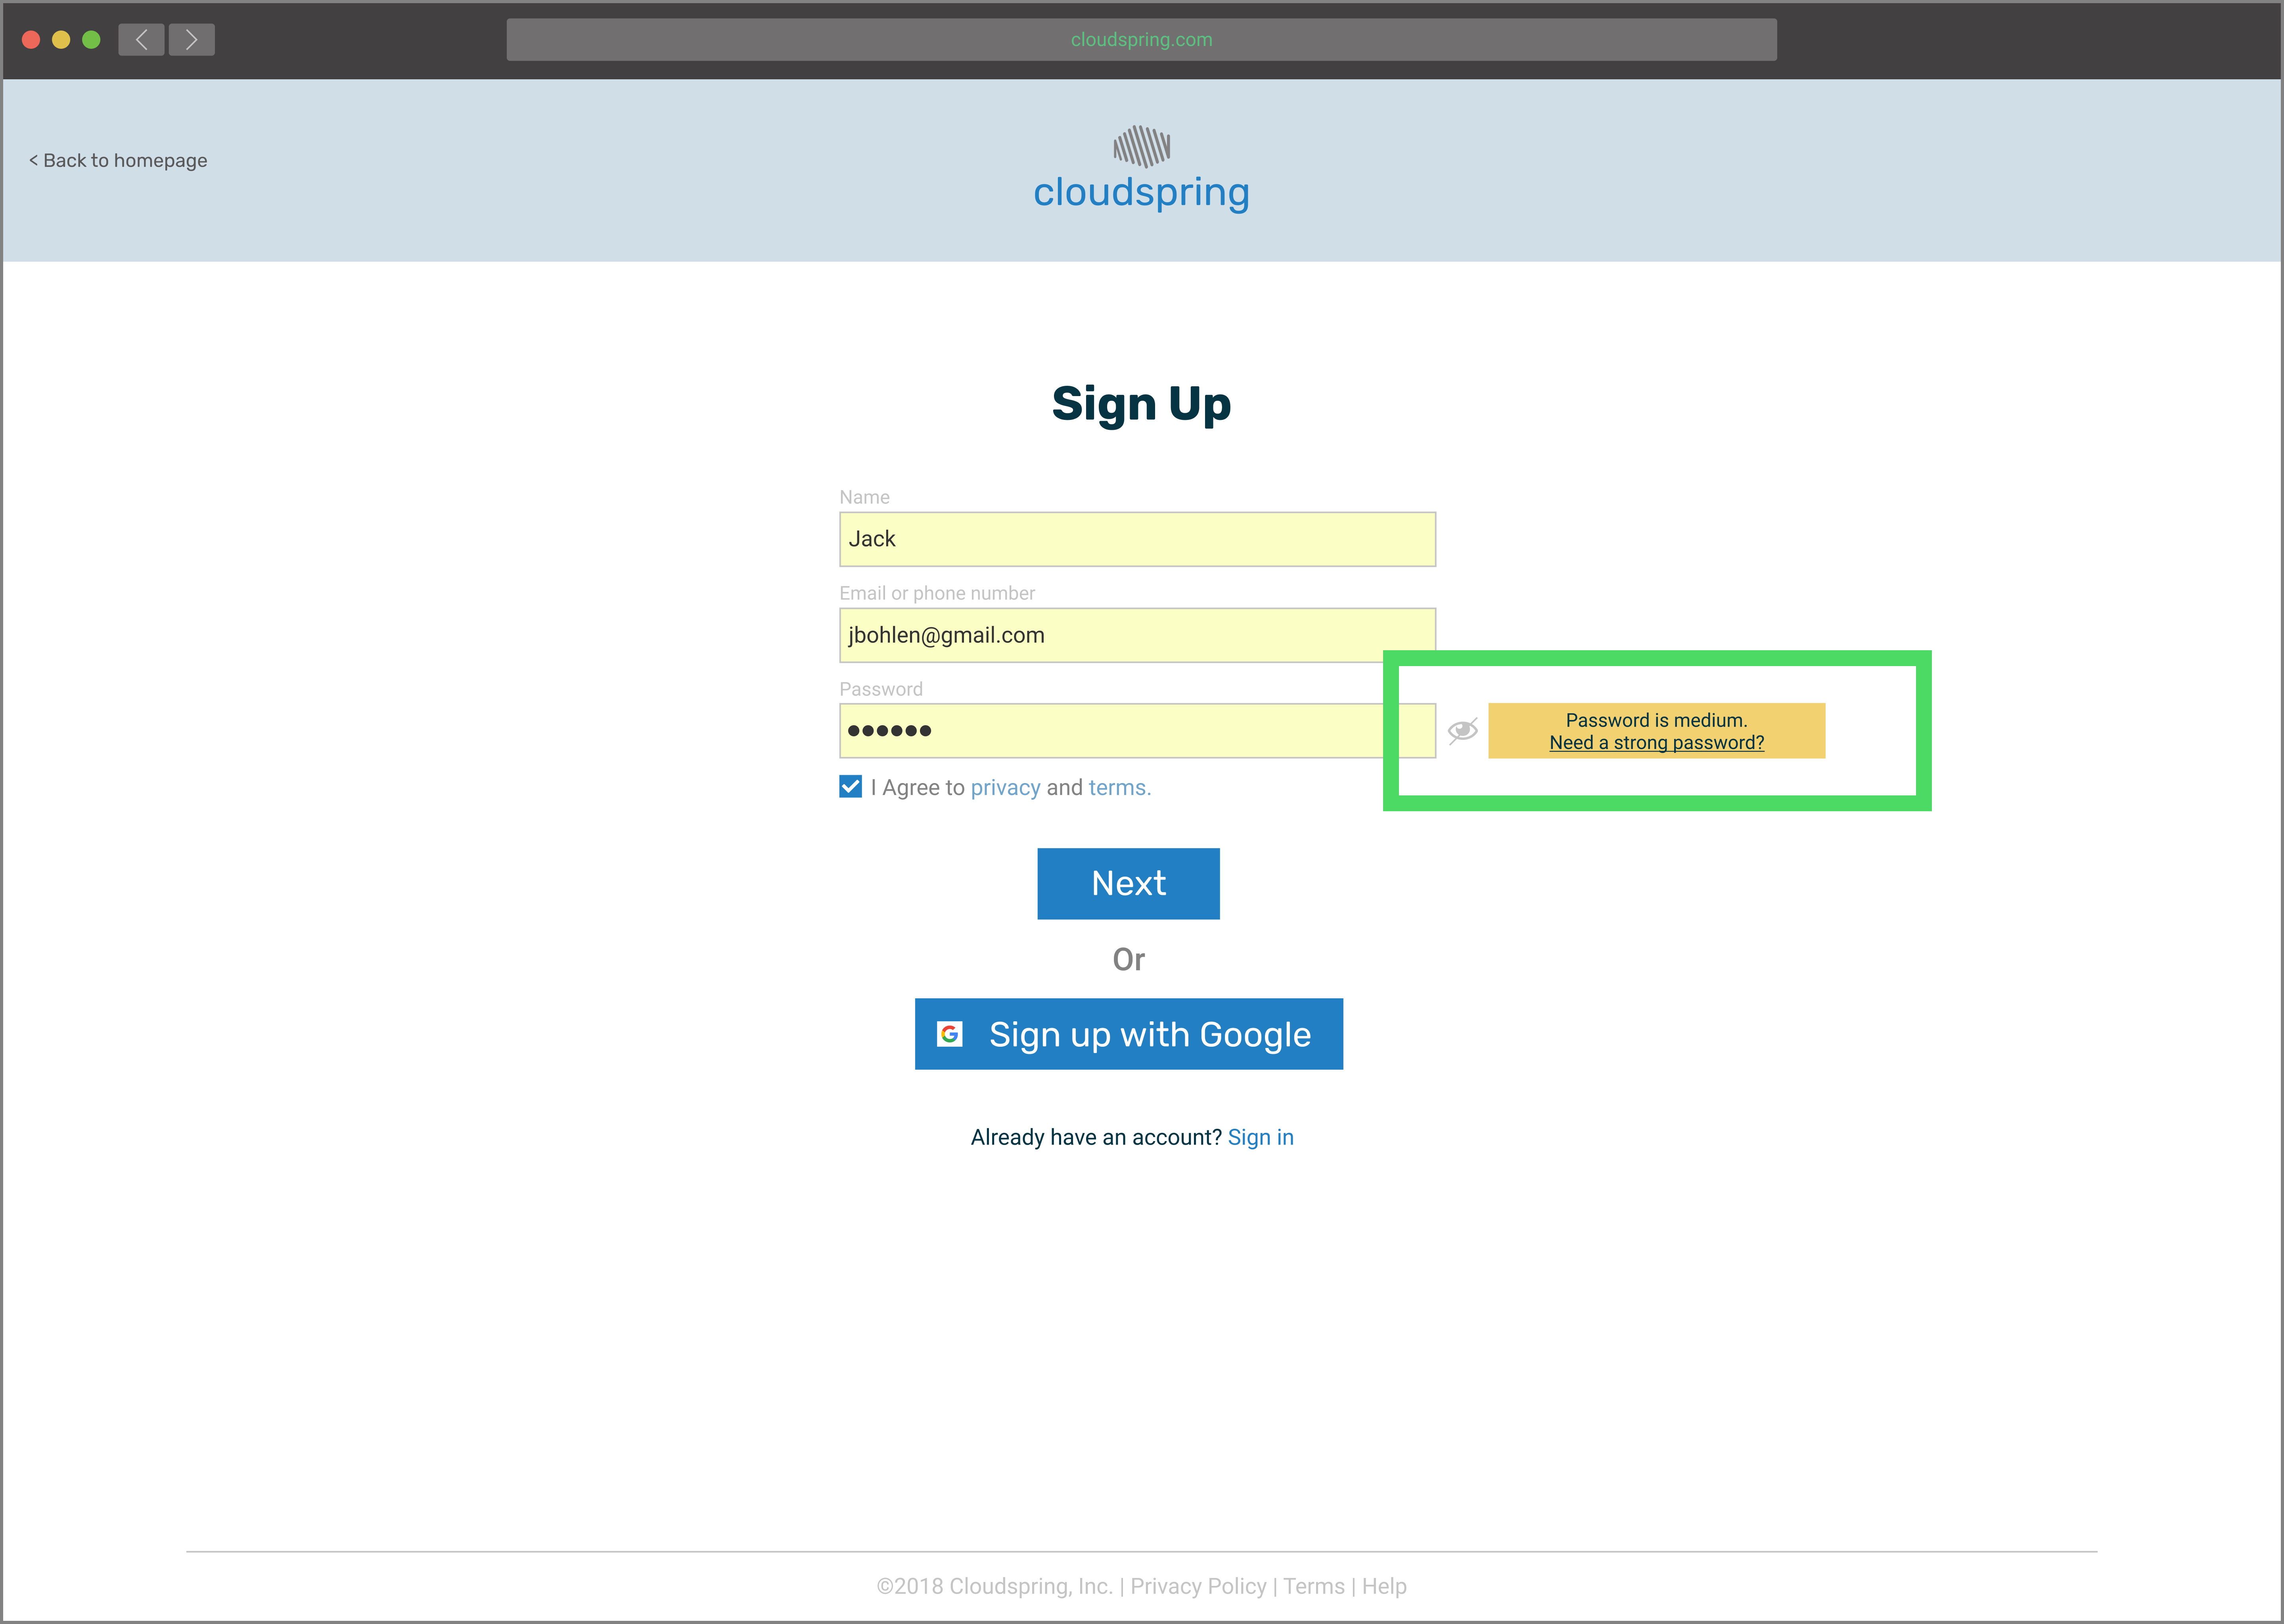 cloudspring.com
< Back to homepage
cloudspring
Sign Up
Name
Jack
Email or phone number
jbohlen@gmail.com
Password
••••••
Password is medium.
Need a strong password?
I Agree to privacy and terms.
Next
Or
G Sign up with Google
Already have an account? Sign in
©2018 Cloudspring, Inc. | Privacy Policy | Terms | Help